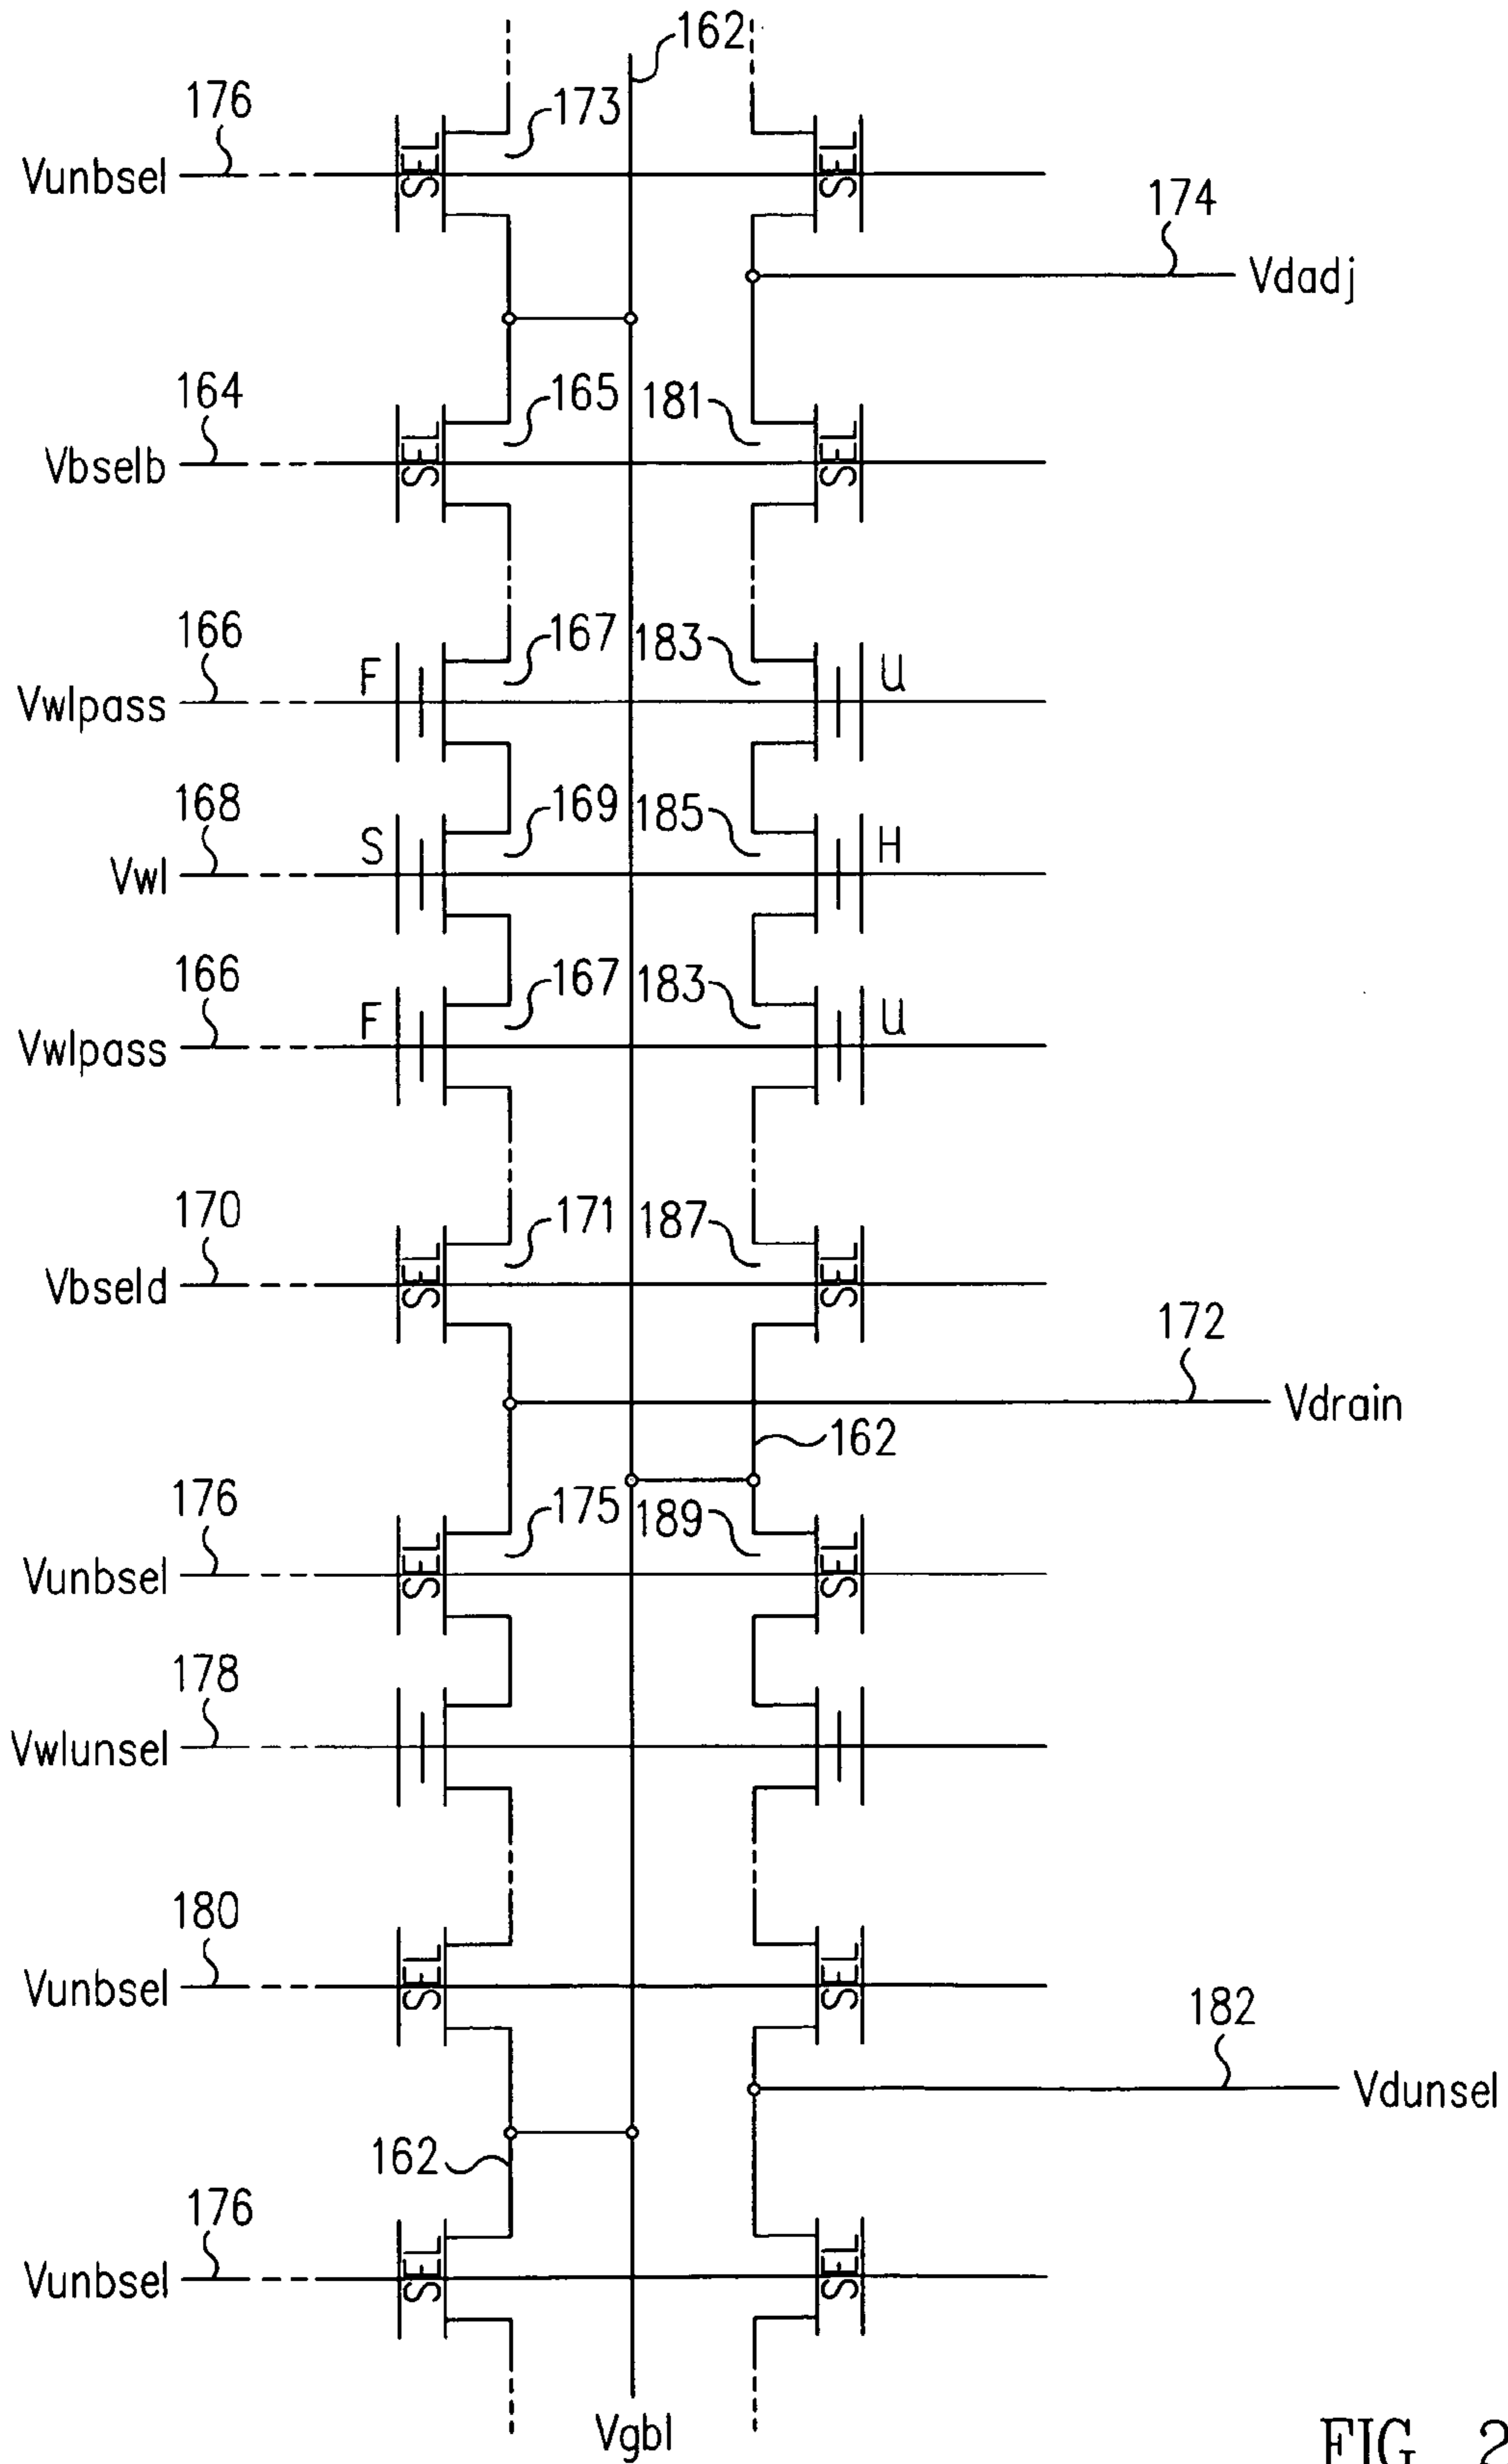 162
176
173
Vunbsel
SEL
SEL
174
Vdadj
164
165
181
Vbselb
SEL
SEL
166
167
183
Vwlpass
F
U
168
169
185
Vwl
S
H
166
167
183
Vwlpass
F
U
170
171
187
Vbseld
SEL
SEL
172
Vdrain
162
176
175
189
Vunbsel
SEL
SEL
178
Vwlunsel
180
Vunbsel
SEL
SEL
182
Vdunsel
162
176
Vunbsel
SEL
SEL
Vgbl
FIG. 2